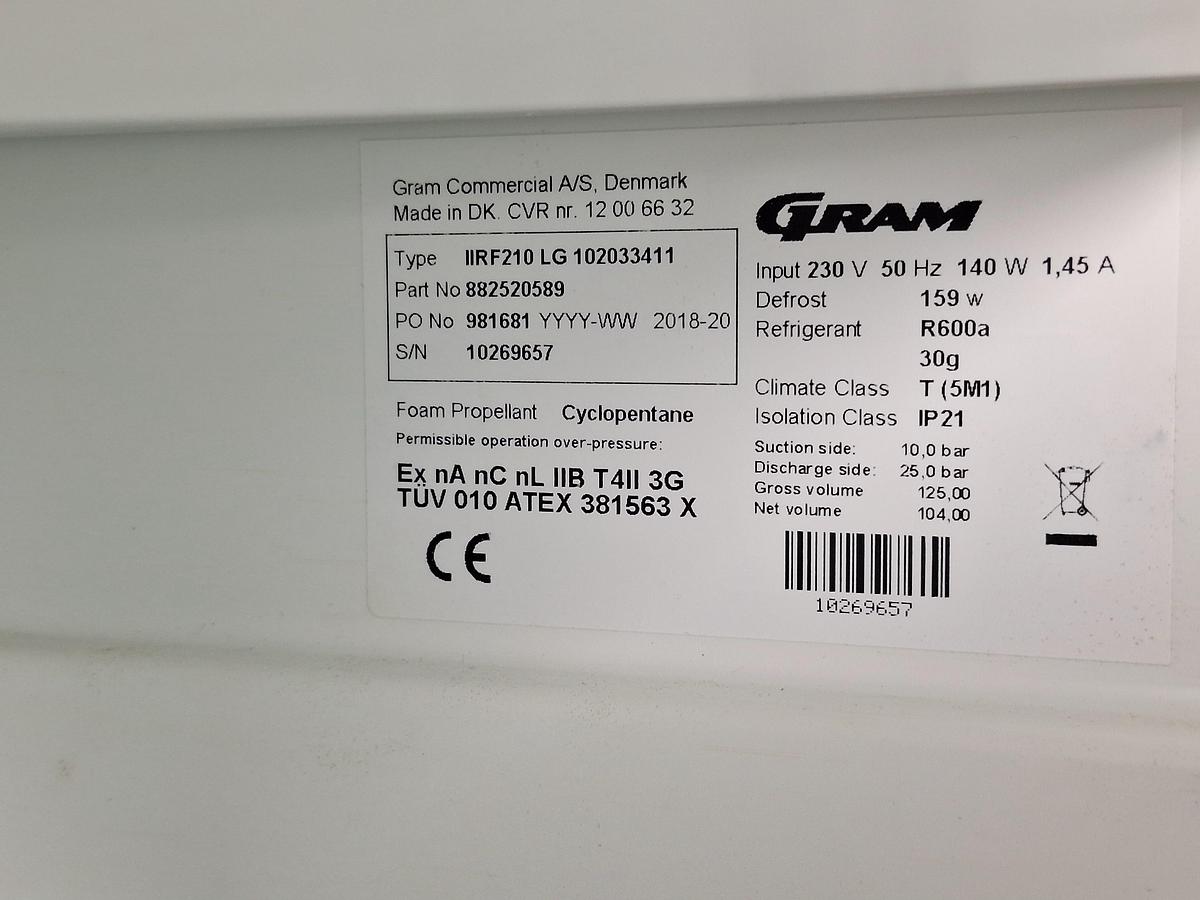 Gram Commercial A/S, Denmark
Made in DK. CVR nr. 12 00 66 32
Type IIRF210 LG 102033411
Part No 882520589
PO No 981681 YYYY-WW 2018-20
S/N 10269657
Foam Propellant Cyclopentane
Permissible operation over-pressure:
Ex nA nC nL IIB T4II 3G
TÜV 010 ATEX 381563 X
CE
GRAM
Input 230 V 50 Hz 140 W 1,45 A
Defrost 159 w
Refrigerant R600a
30g
Climate Class T (5M1)
Isolation Class IP21
Suction side: 10,0 bar
Discharge side: 25,0 bar
Gross volume 125,00
Net volume 104,00
10269657